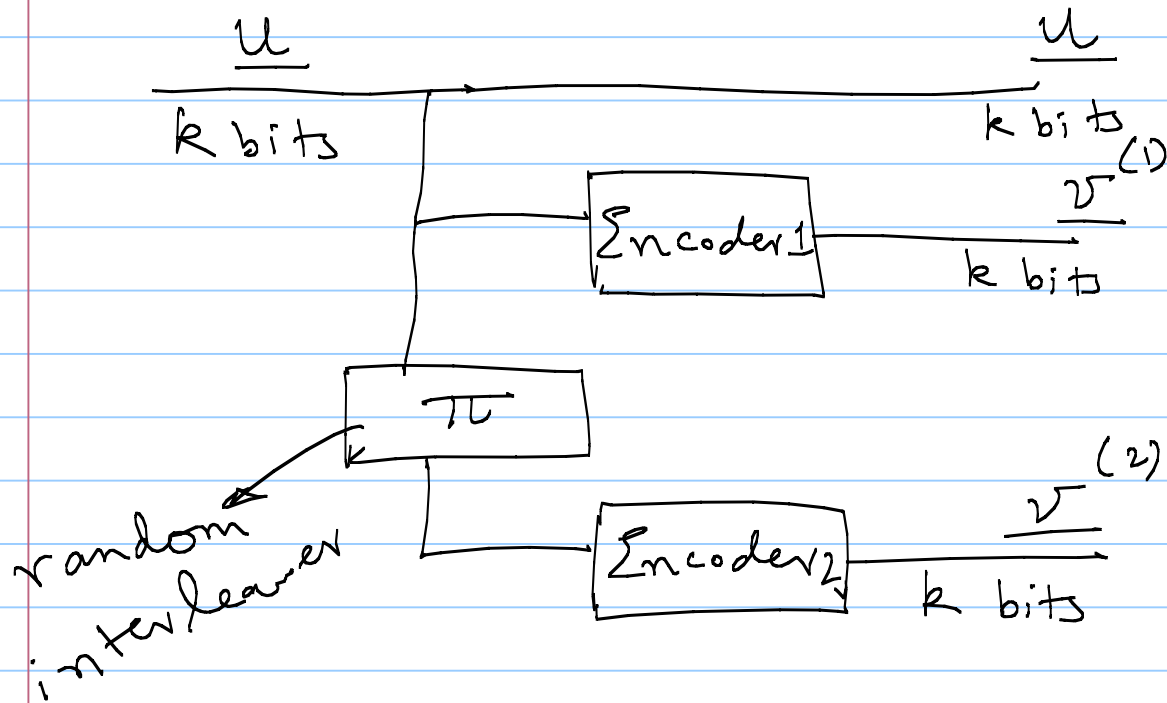 u
u
k bits
k bits
v(1)
Encoder1
k bits
π
v(2)
random
interleaver
Encoder2
k bits